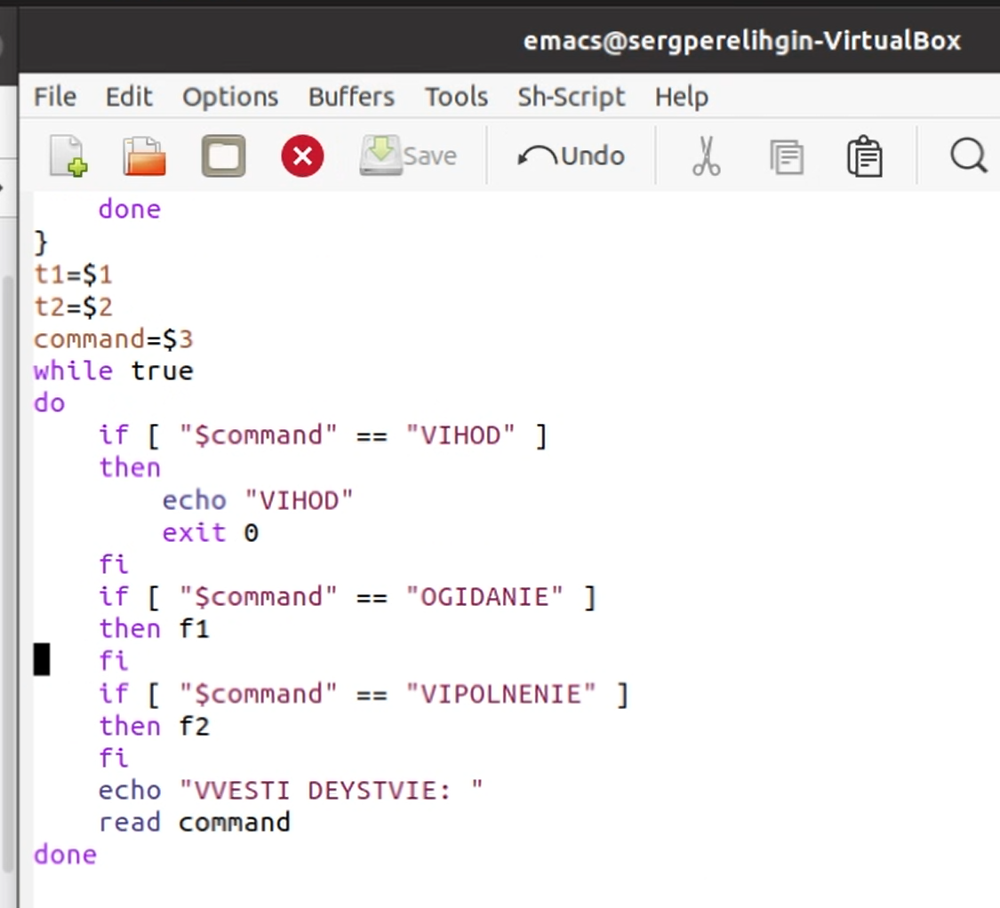 emacs@sergperelihgin-VirtualBox
File Edit Options Buffers Tools Sh-Script Help
Save Undo
    done
}
t1=$1
t2=$2
command=$3
while true
do
    if [ "$command" == "VIHOD" ]
    then
        echo "VIHOD"
        exit 0
    fi
    if [ "$command" == "OGIDANIE" ]
    then f1
    fi
    if [ "$command" == "VIPOLNENIE" ]
    then f2
    fi
    echo "VVESTI DEYSTVIE: "
    read command
done